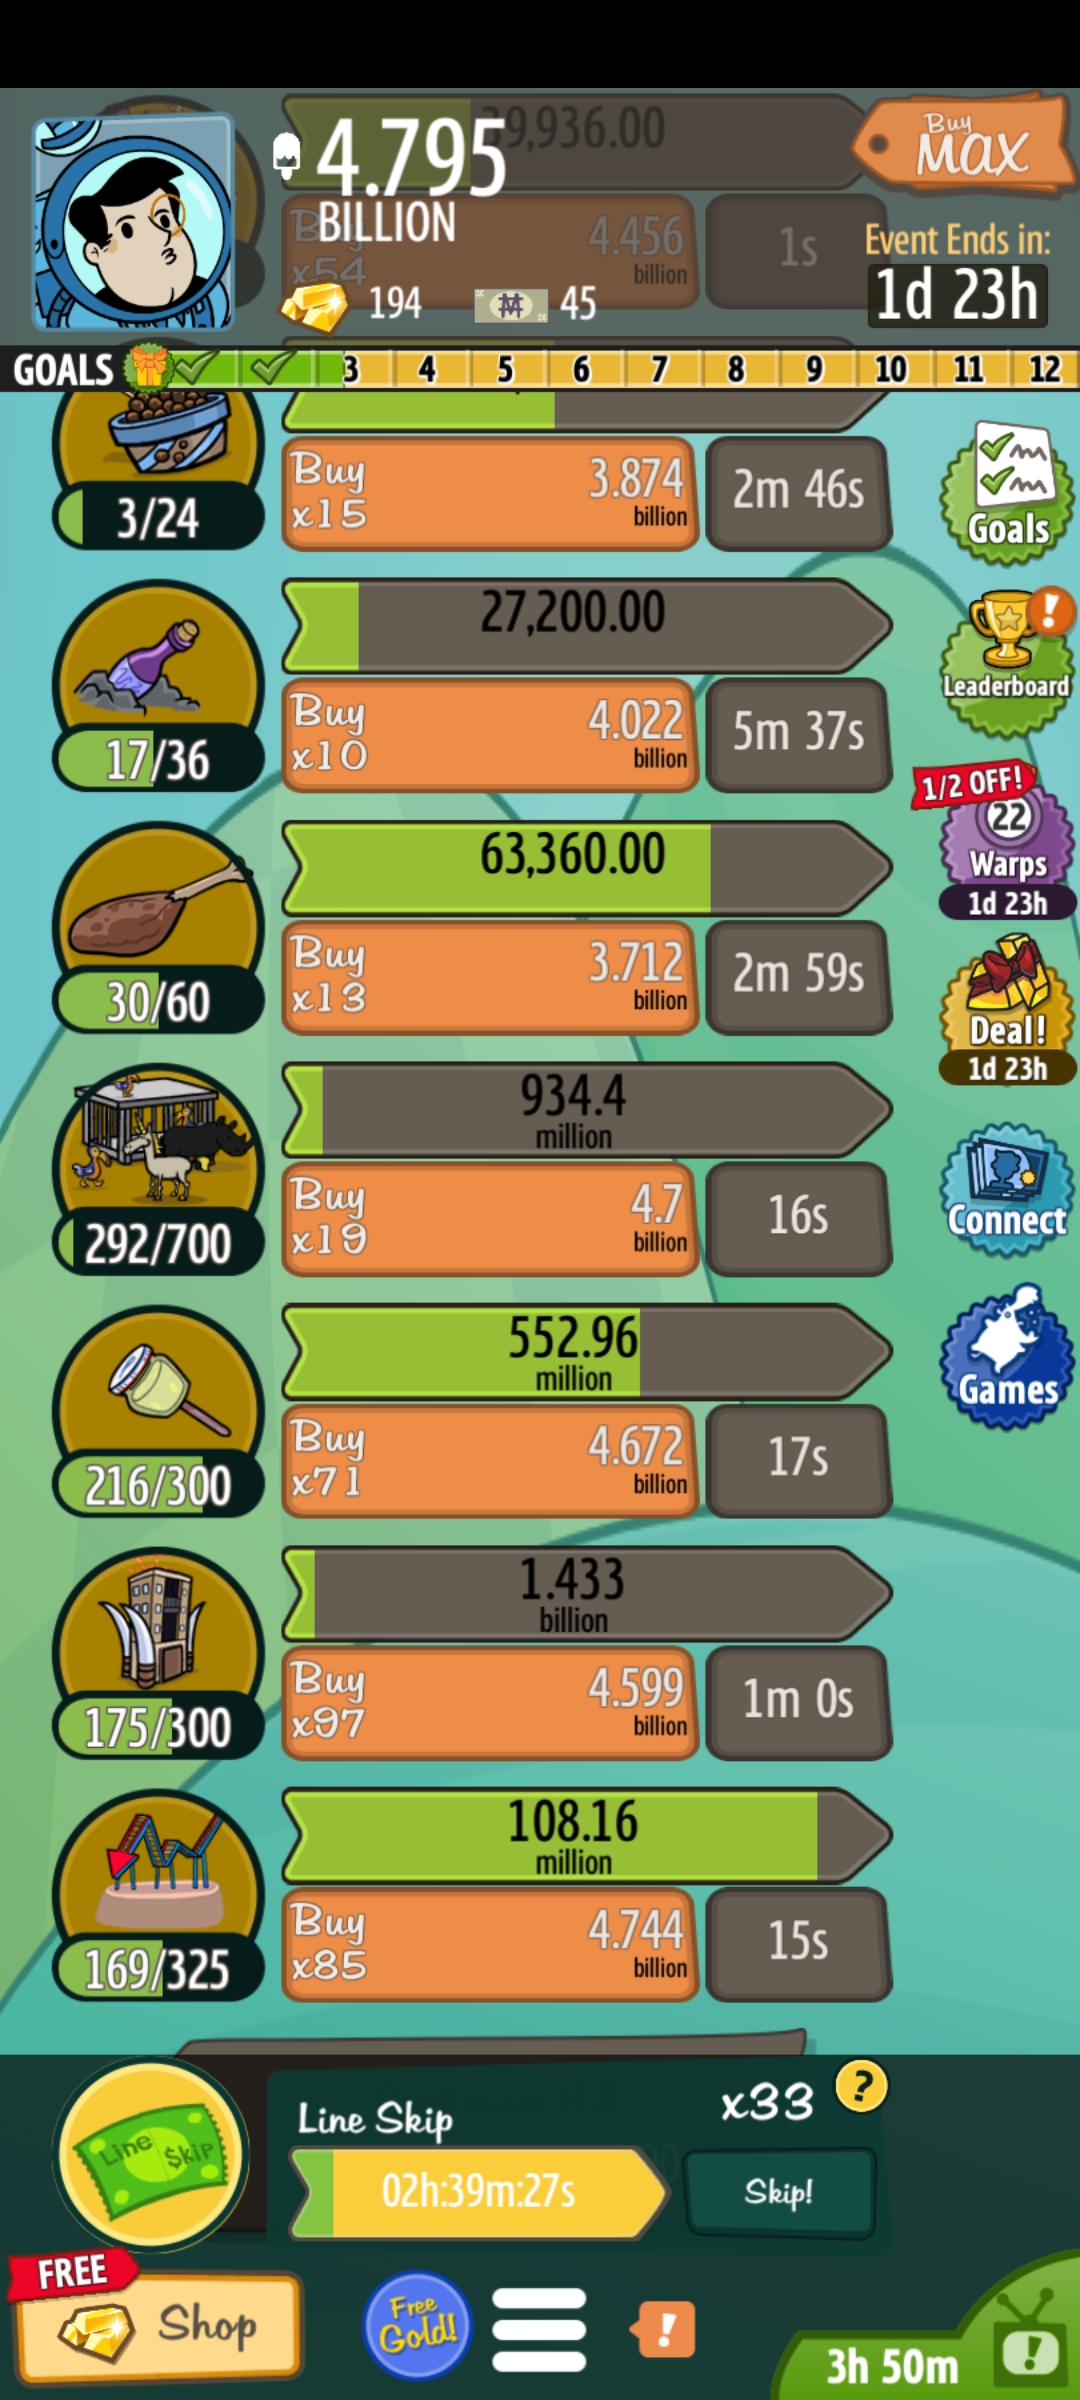 9,936.00
4.795
BILLION
Buy
x54
4.456
billion
1s
Buy
MAX
Event Ends in:
1d 23h
194
45
GOALS
3
4
5
6
7
8
9
10
11
12
3/24
Buy
x15
3.874
billion
2m 46s
Goals
27,200.00
17/36
Buy
x10
4.022
billion
5m 37s
!
Leaderboard
1/2 OFF!
22
Warps
1d 23h
63,360.00
30/60
Buy
x13
3.712
billion
2m 59s
Deal!
1d 23h
934.4
million
292/700
Buy
x19
4.7
billion
16s
Connect
552.96
million
216/300
Buy
x71
4.672
billion
17s
Games
1.433
billion
175/300
Buy
x97
4.599
billion
1m 0s
108.16
million
169/325
Buy
x85
4.744
billion
15s
Line $kip
Line Skip
x33
?
02h:39m:27s
Skip!
FREE
Shop
Free
Gold!
!
3h 50m
!